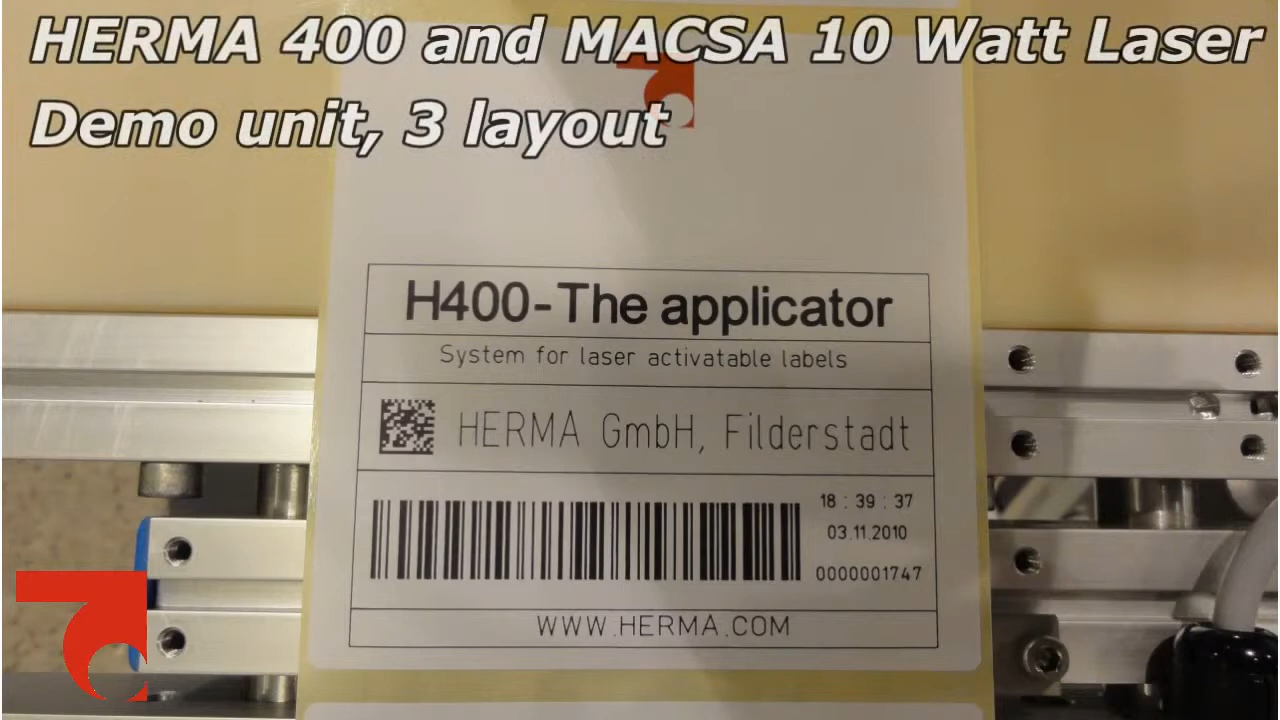 HERMA 400 and MACSA 10 Watt Laser
Demo unit, 3 layout
H400-The applicator
System for laser activatable labels
HERMA GmbH, Filderstadt
18 : 39 : 37
03.11.2010
0000001747
WWW.HERMA.COM